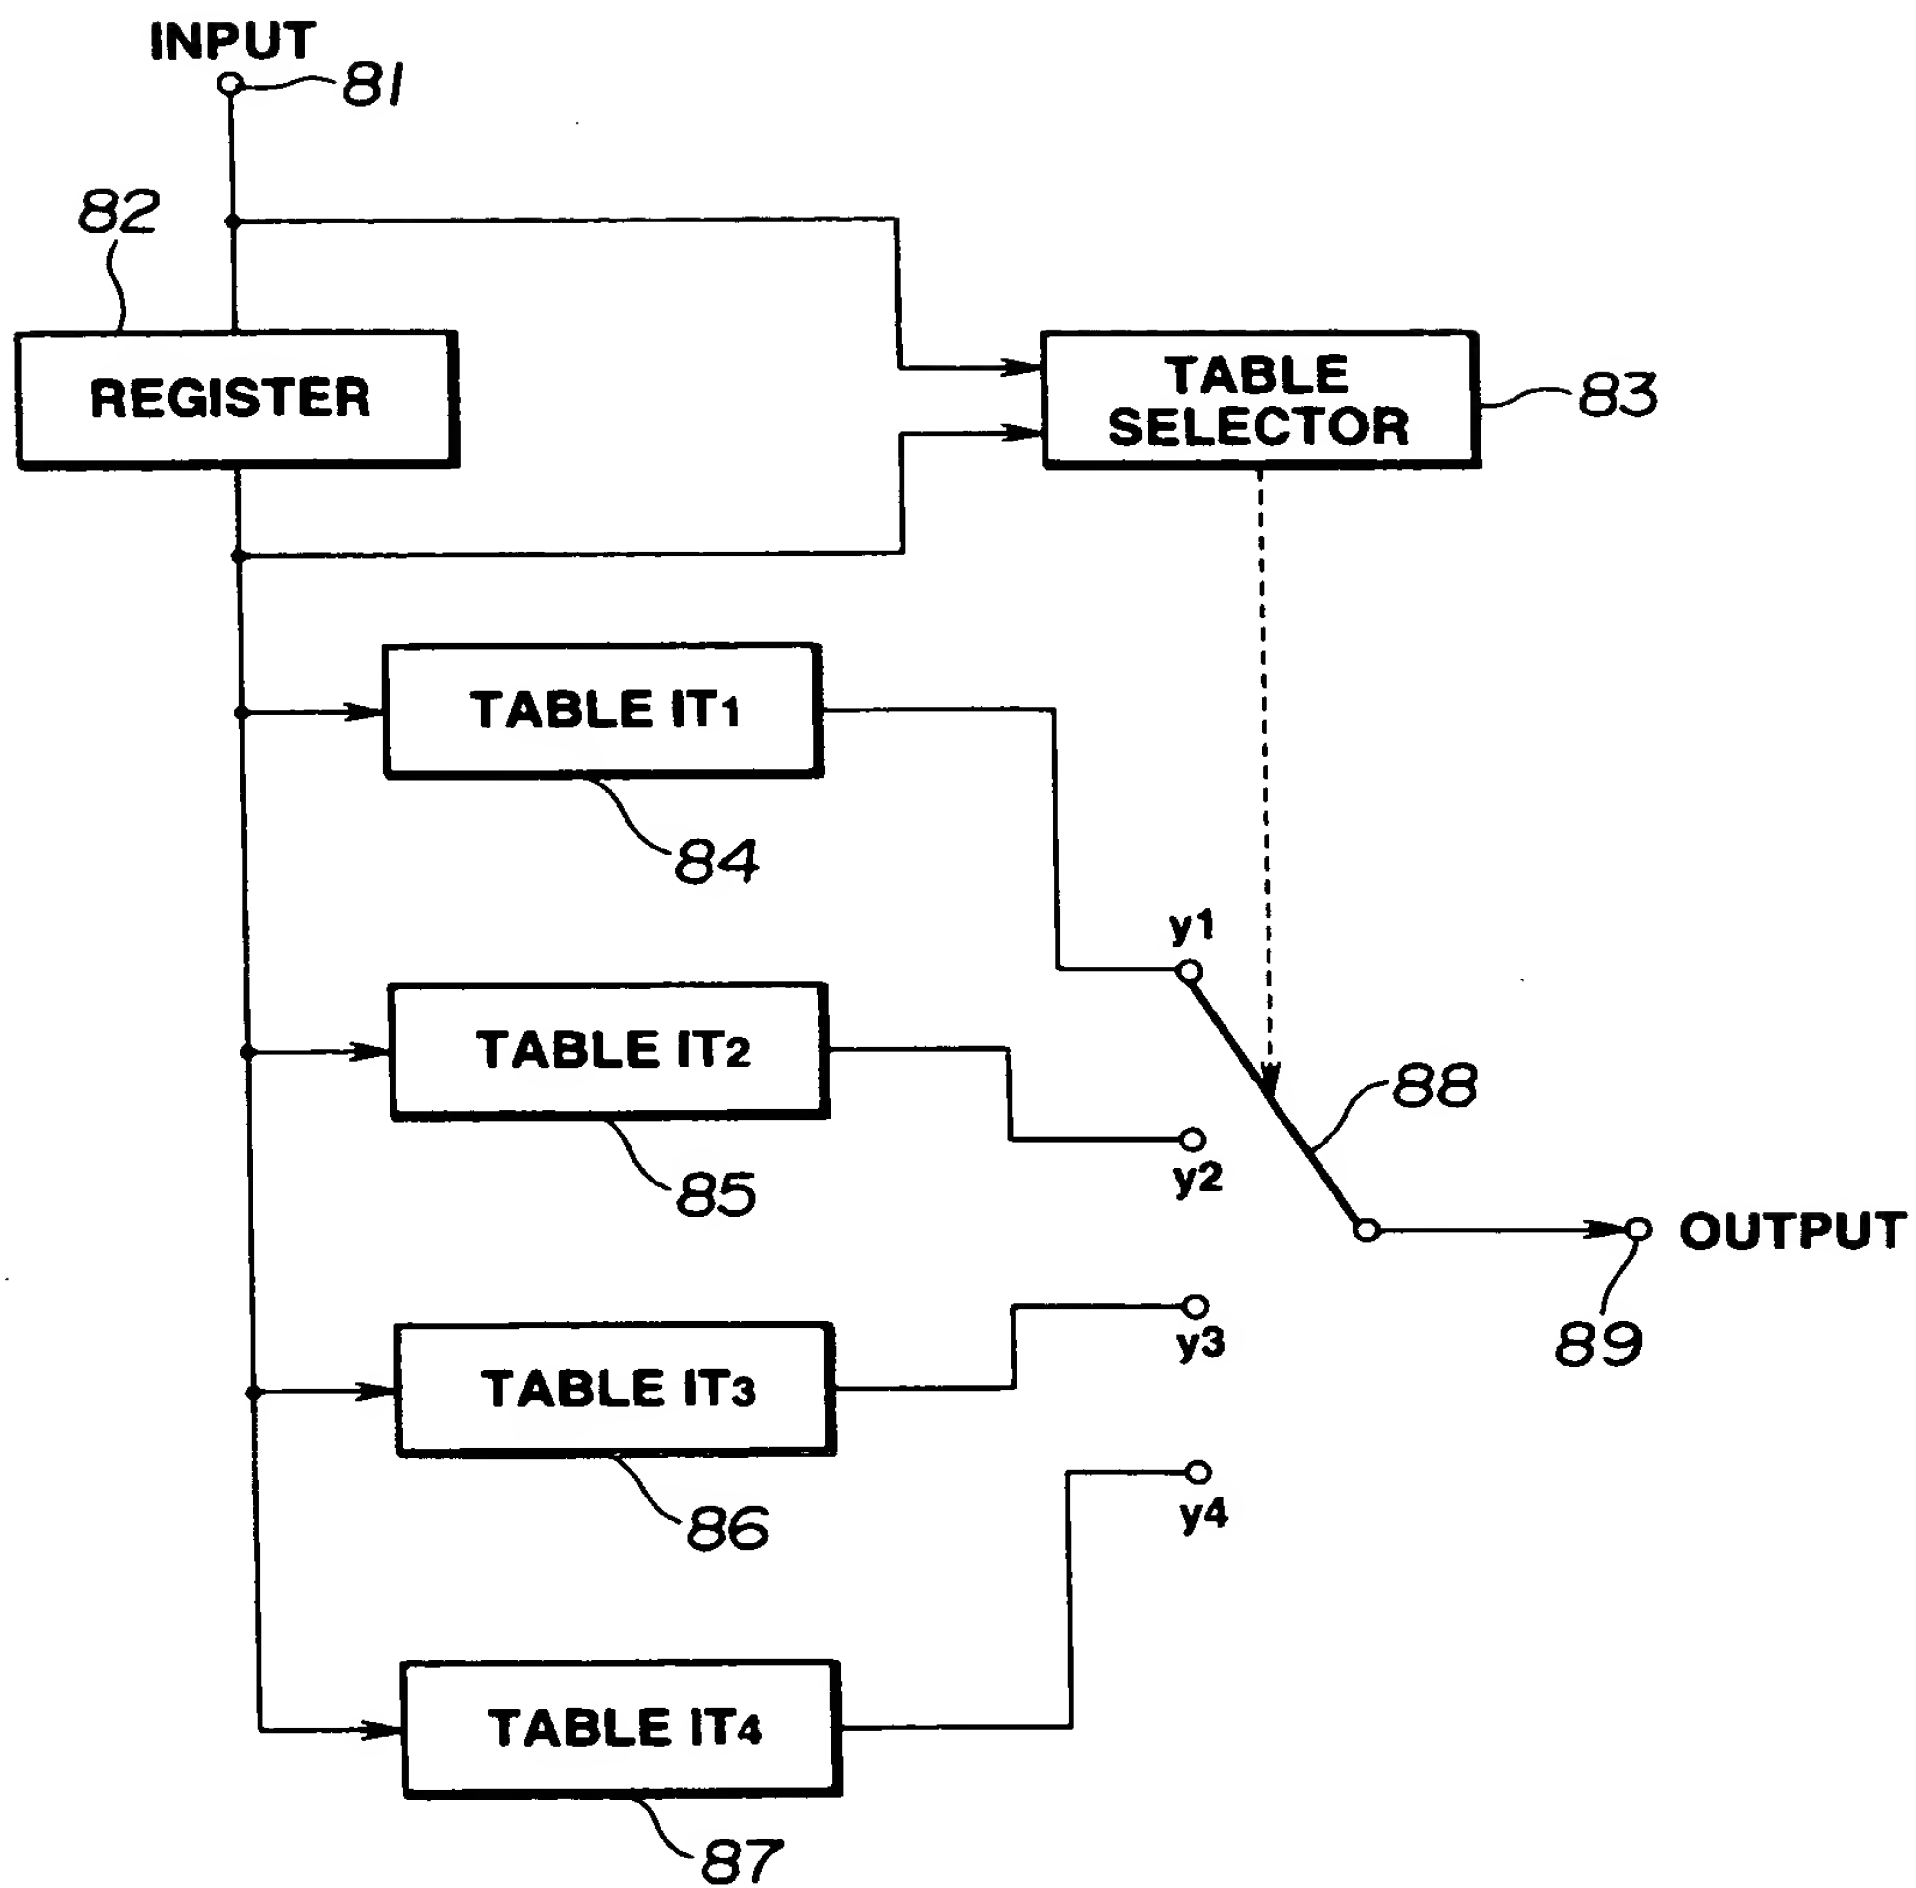 INPUT
81
82
REGISTER
TABLE
SELECTOR
83
TABLE IT1
84
y1
TABLE IT2
88
85
y2
OUTPUT
y3
89
TABLE IT3
86
y4
TABLE IT4
87